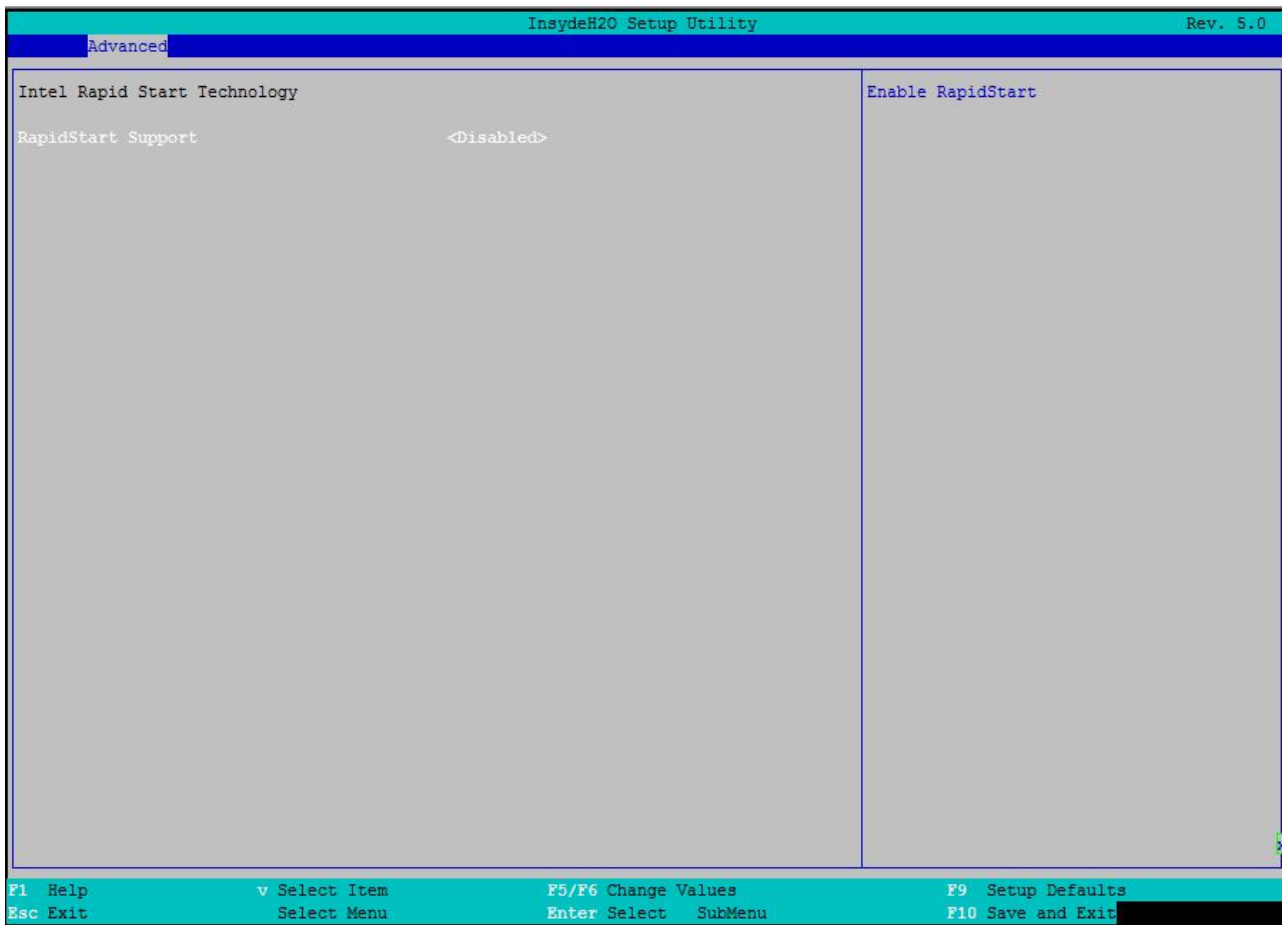 InsydeH2O Setup Utility Rev. 5.0
Advanced
Intel Rapid Start Technology Enable RapidStart
RapidStart Support <Disabled>
F1 Help v Select Item F5/F6 Change Values F9 Setup Defaults
Esc Exit Select Menu Enter Select SubMenu F10 Save and Exit